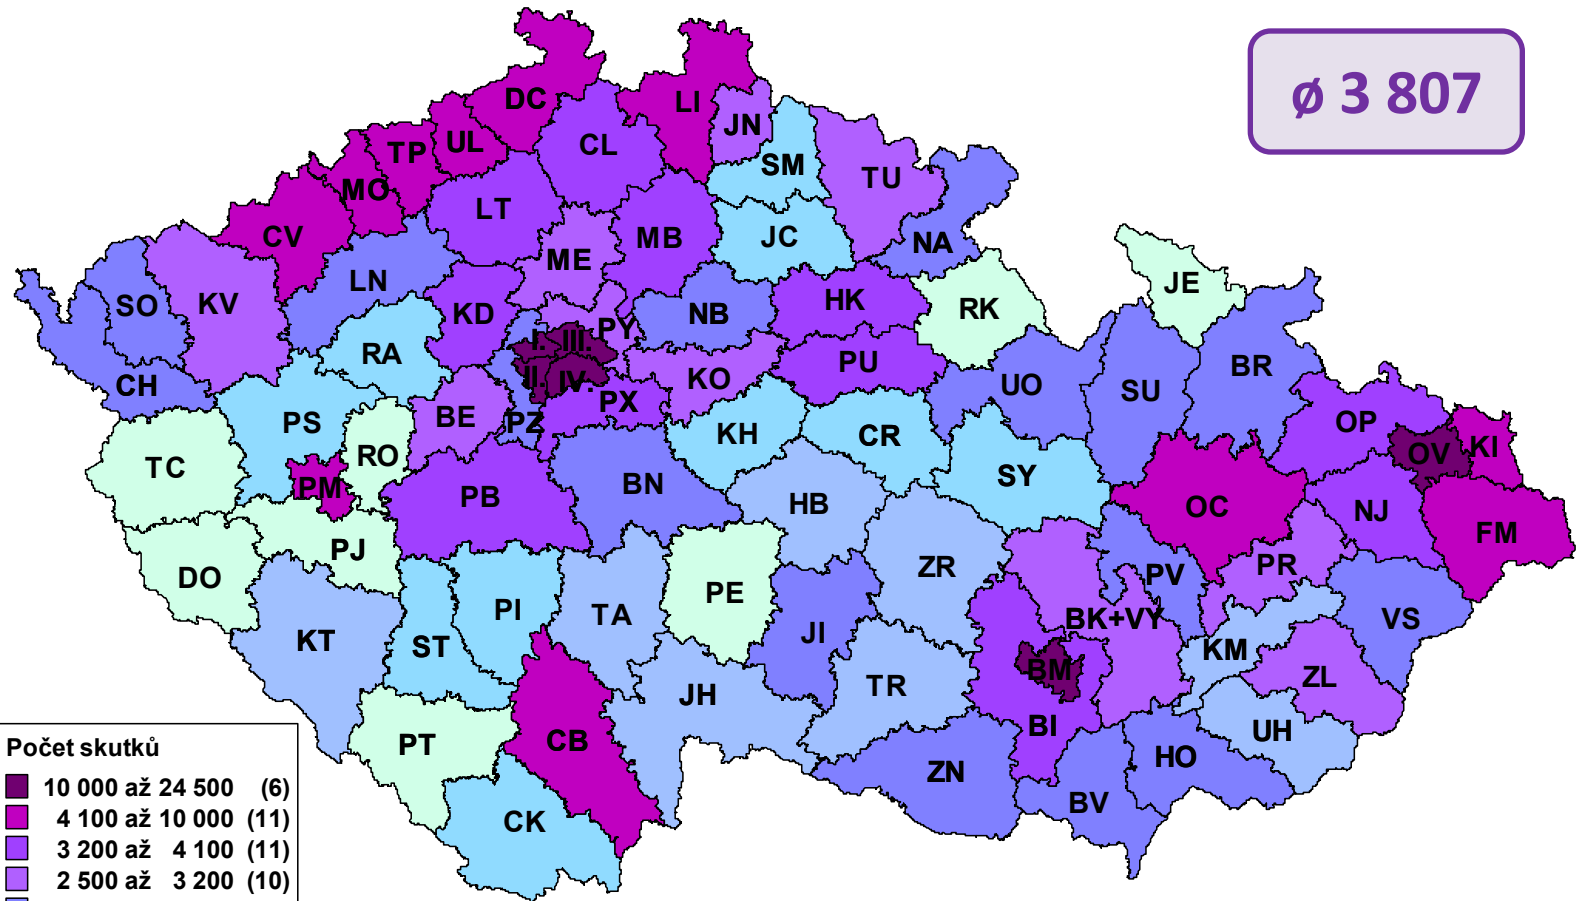 ø 3 807
DC
LI
JN
UL
CL
TP
SM
MO
TU
LT
CV
MB
JC
NA
ME
LN
JE
SO
KV
KD
NB
HK
RK
PY
I.
III.
RA
KO
PU
BR
II.
IV.
CH
UO
SU
PX
BE
PZ
PS
KH
CR
OP
RO
OV
KI
TC
PM
BN
SY
PB
HB
OC
NJ
FM
PJ
DO
ZR
PV
PR
PE
PI
TA
BK+VY
VS
KT
ST
JI
KM
BM
ZL
JH
TR
PT
CB
BI
UH
ZN
HO
BV
CK
Počet skutků
10 000 až 24 500 (6)
4 100 až 10 000 (11)
3 200 až 4 100 (11)
2 500 až 3 200 (10)